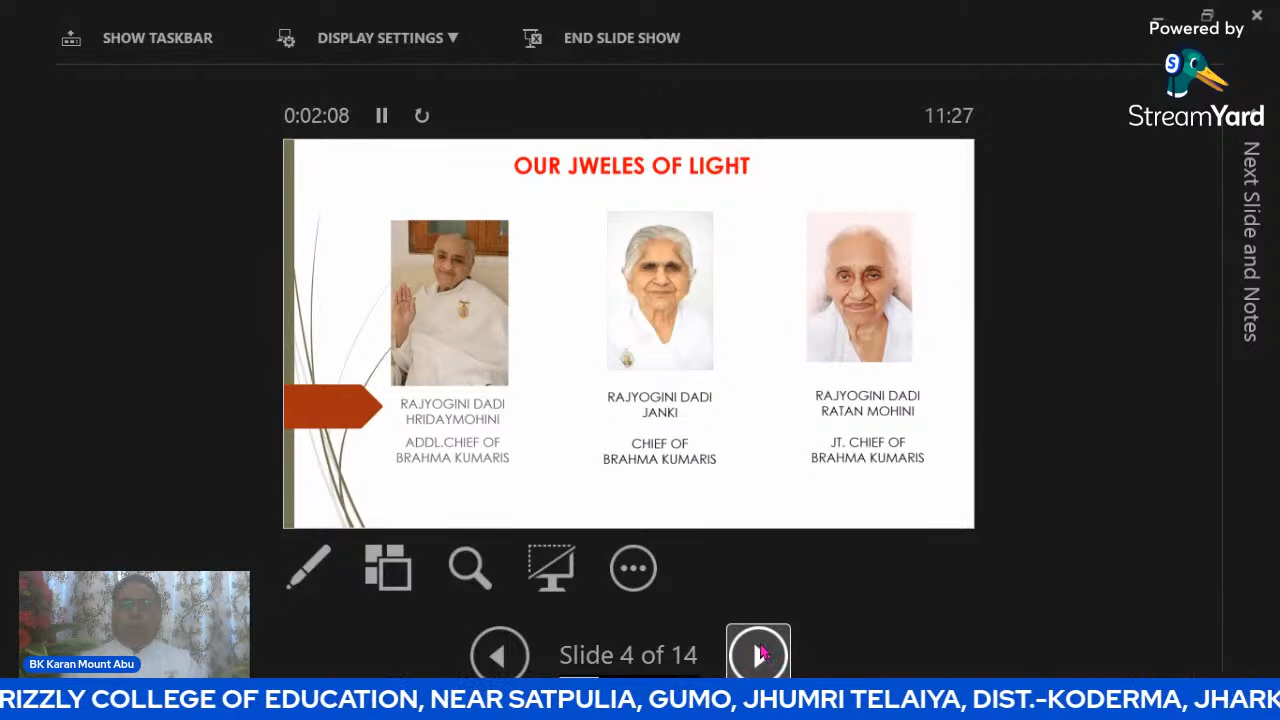 SHOW TASKBAR
DISPLAY SETTINGS ▼
END SLIDE SHOW
Powered by
S
StreamYard
0:02:08
11:27
Next Slide and Notes
OUR JWELES OF LIGHT
RAJYOGINI DADI
HRIDAYMOHINI
ADDL.CHIEF OF
BRAHMA KUMARIS
RAJYOGINI DADI
JANKI
CHIEF OF
BRAHMA KUMARIS
RAJYOGINI DADI
RATAN MOHINI
JT. CHIEF OF
BRAHMA KUMARIS
Slide 4 of 14
BK Karan Mount Abu
RIZZLY COLLEGE OF EDUCATION, NEAR SATPULIA, GUMO, JHUMRI TELAIYA, DIST.-KODERMA, JHARK